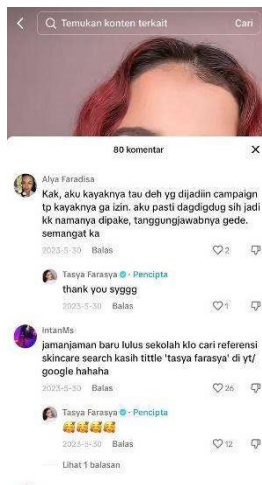 Temukan konten terkait Cari
80 komentar
Alya Faradisa
Kak, aku kayaknya tau deh yg dijadiin campaign
tp kayaknya ga izin. aku pasti dagdigdug sih jadi
kk namanya dipake, tanggungjawabnya gede.
semangat ka
2023-5-30 Balas 2
Tasya Farasya · Pencipta
thank you syggg
2023-5-30 Balas 1
intanMs
jamanjaman baru lulus sekolah klo cari referensi
skincare search kasih tittle 'tasya farasya' di yt/
google hahaha
2023-5-30 Balas 26
Tasya Farasya · Pencipta
🥰🥰🥰🥰
2023-5-30 Balas 12
Lihat 1 balasan